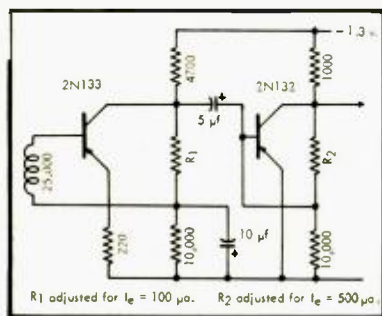 -1.3 v.
2N133
4700
1000
2N132
5 μf
R1
R2
25,000
220
10,000
10 μf
10,000
R1 adjusted for Ie = 100 μa.
R2 adjusted for Ie = 500 μa.